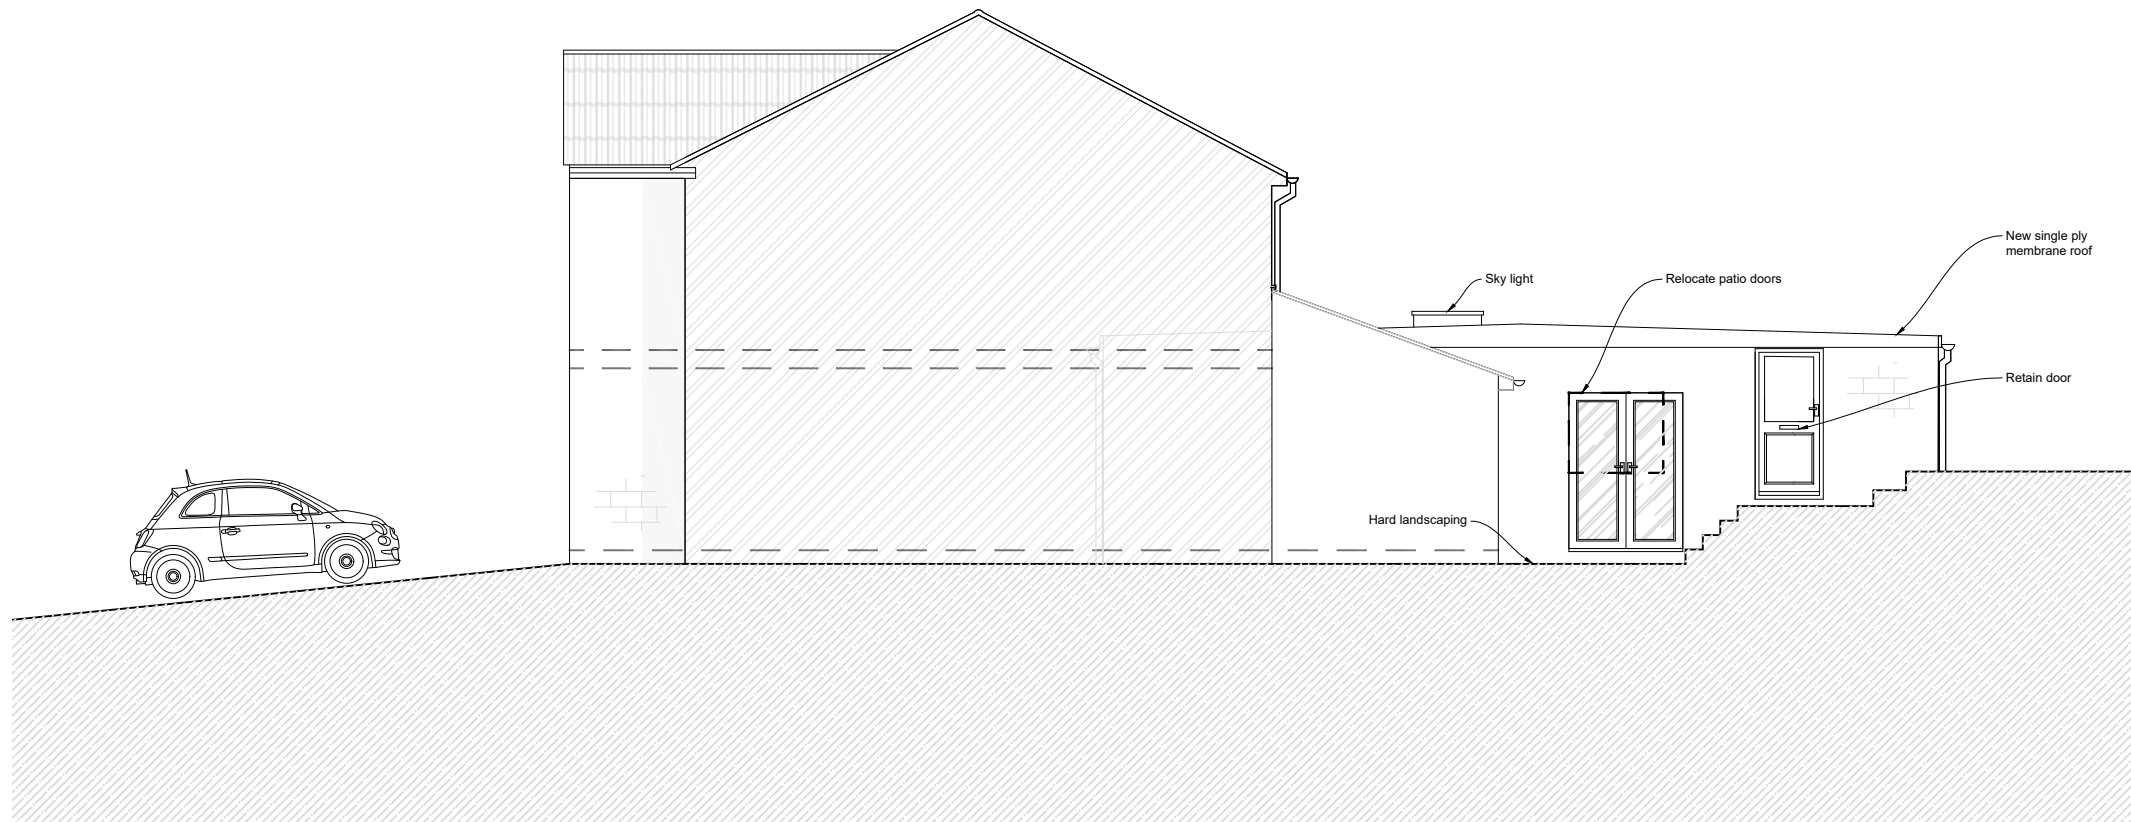 New single ply
membrane roof
Sky light
Relocate patio doors
Retain door
Hard landscaping